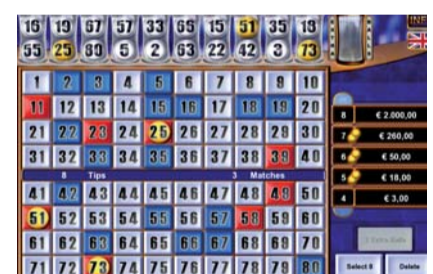 16 19 67 57 33 66 15 51 35 18
55 25 80 5 2 63 22 42 3 73
1 2 3 4 5 6 7 8 9 10
11 12 13 14 15 16 17 18 19 20
21 22 23 24 25 26 27 28 29 30
31 32 33 34 35 36 37 38 39 40
8 Tips 3 Matches
41 42 43 44 45 46 47 48 49 50
51 52 53 54 55 56 57 58 59 60
61 62 63 64 65 66 67 68 69 70
71 72 73 74 75 76 77 78 79 80
8 € 2.000,00
7 € 260,00
6 € 50,00
5 € 18,00
4 € 3,00
3 Extra Balls
Select 8 Delete